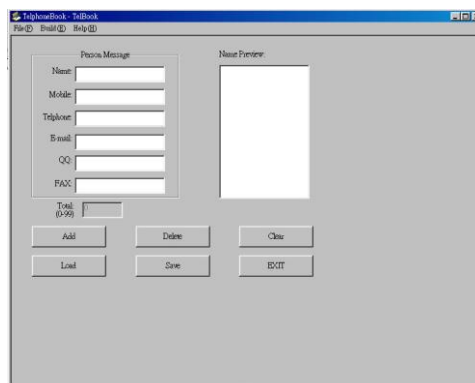 TelphoneBook - TelBook
File(F) Build(B) Help(H)
Person Message
Name:
Mobile:
Telphone:
E-mail:
QQ:
FAX:
Total:
(0-99)
0
Name Preview:
Add Delete Clear
Load Save EXIT